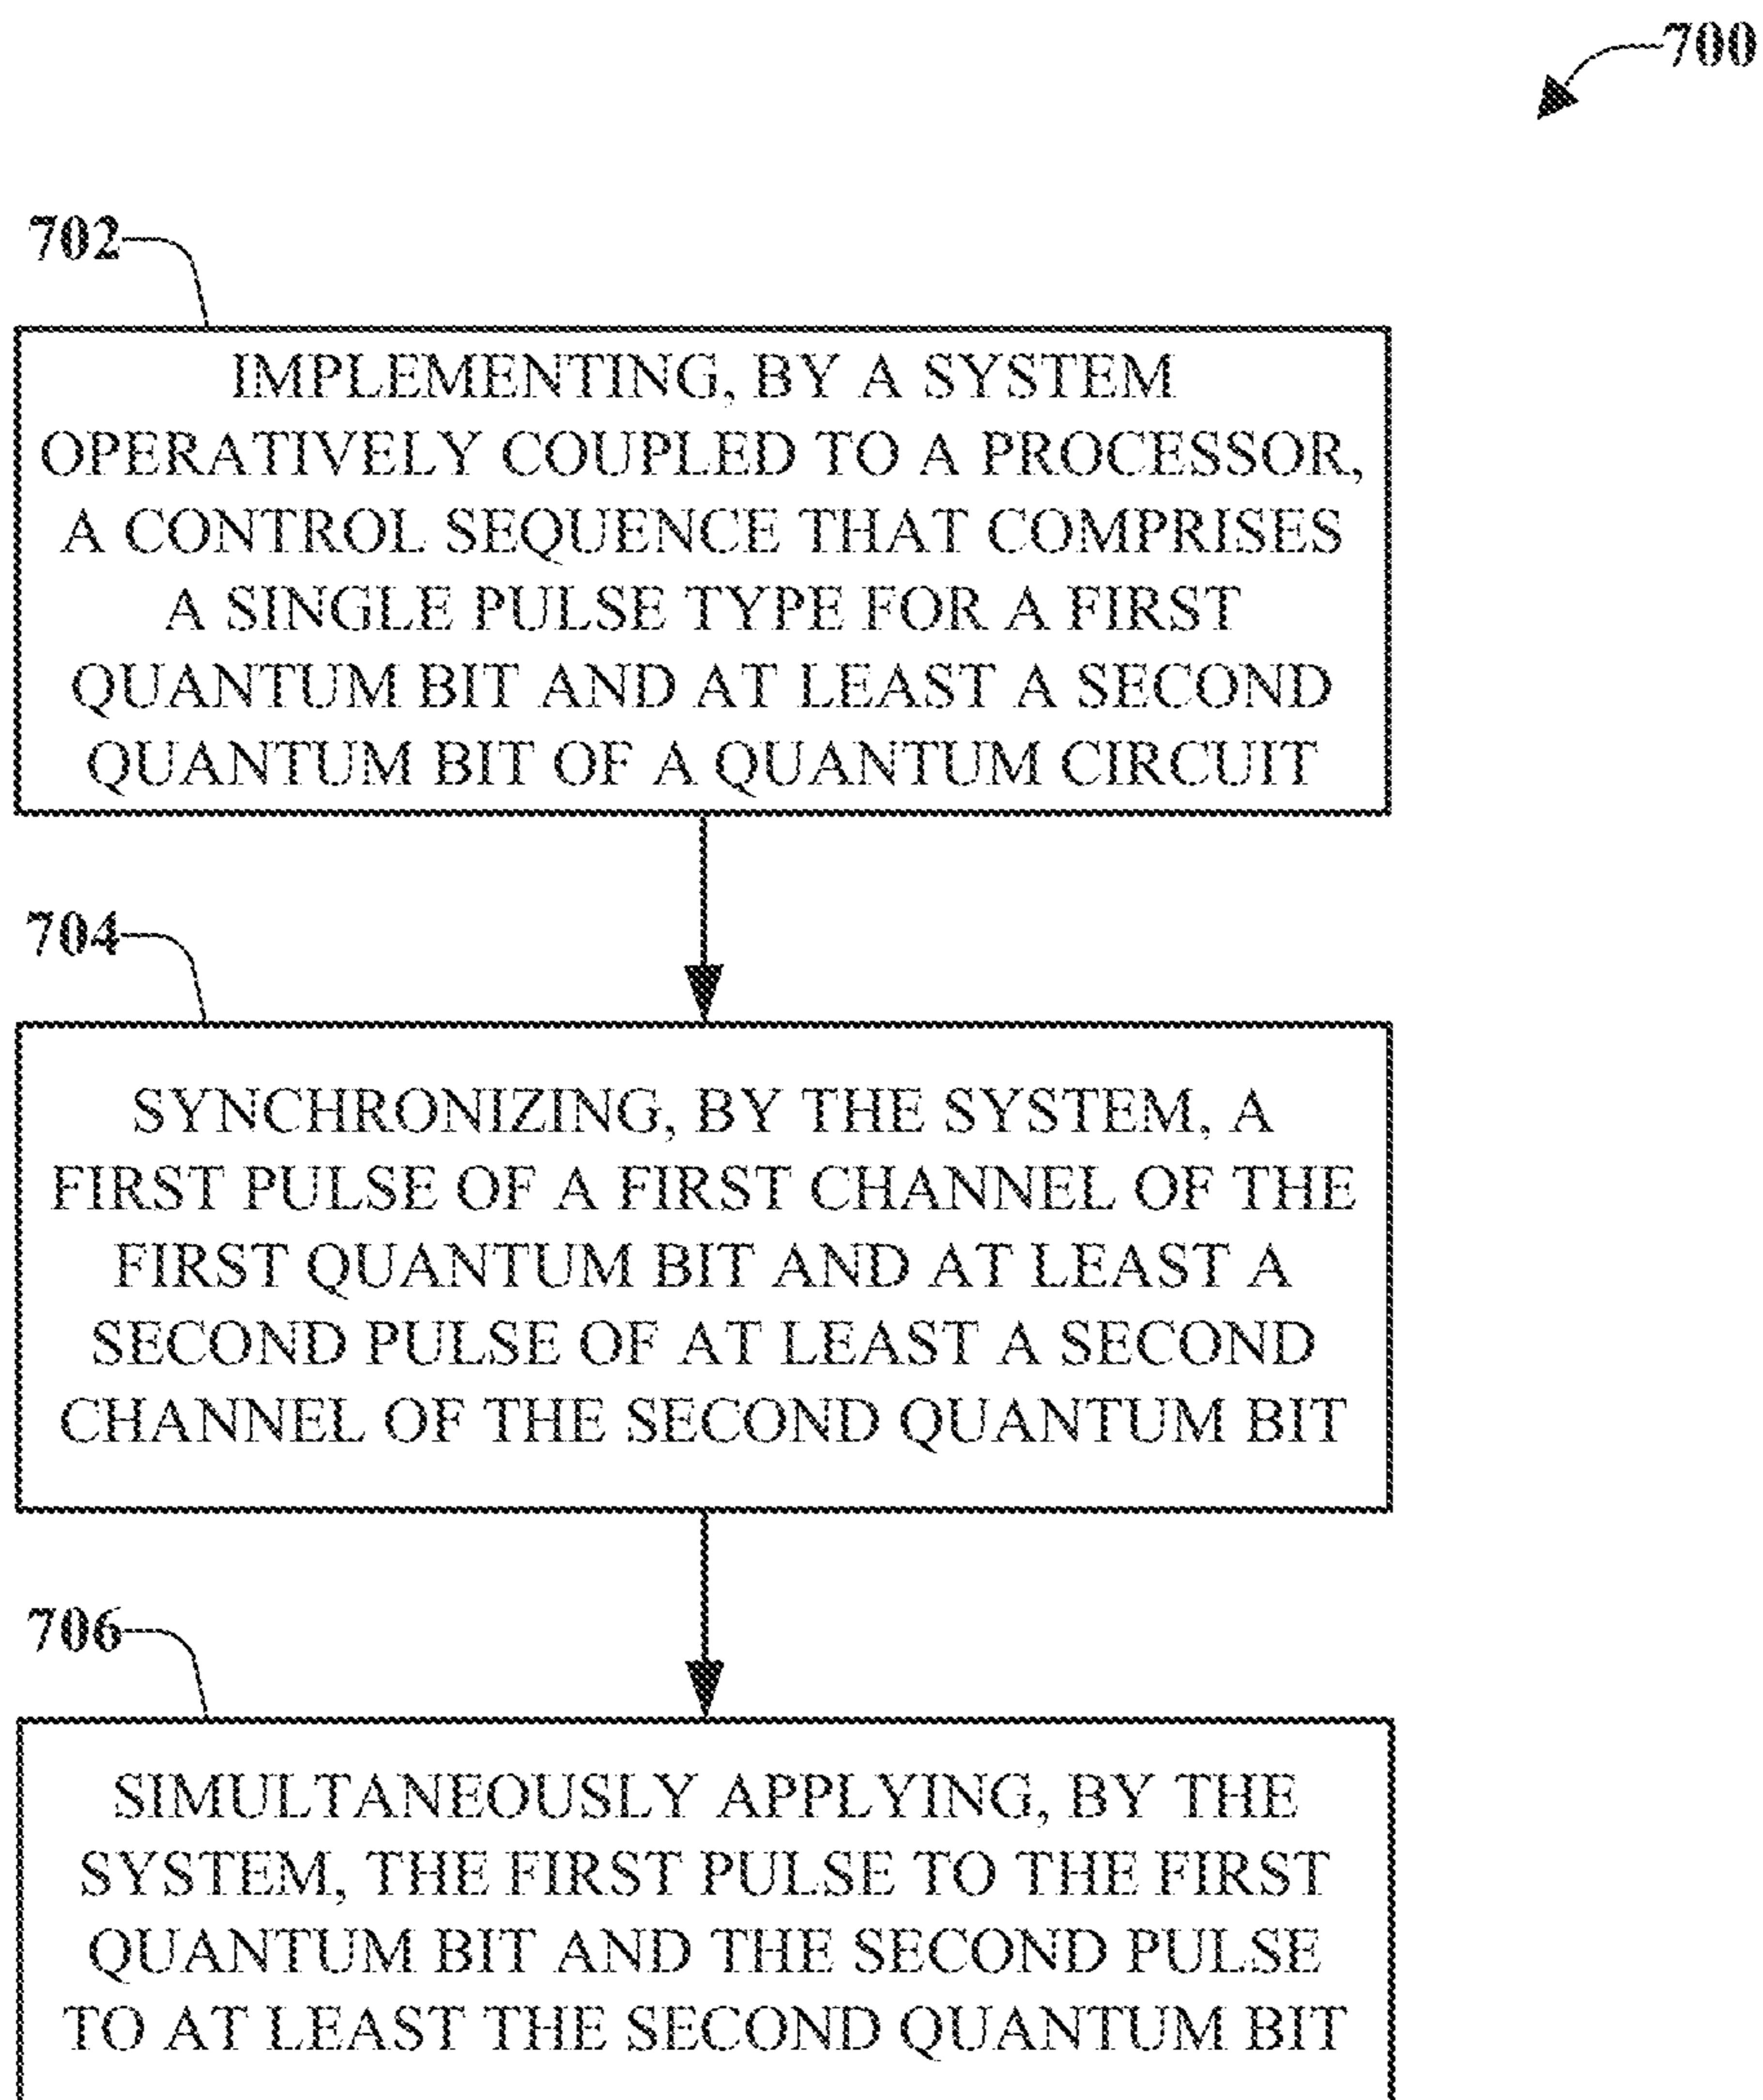 700
702
IMPLEMENTING, BY A SYSTEM
OPERATIVELY COUPLED TO A PROCESSOR,
A CONTROL SEQUENCE THAT COMPRISES
A SINGLE PULSE TYPE FOR A FIRST
QUANTUM BIT AND AT LEAST A SECOND
QUANTUM BIT OF A QUANTUM CIRCUIT
704
SYNCHRONIZING, BY THE SYSTEM, A
FIRST PULSE OF A FIRST CHANNEL OF THE
FIRST QUANTUM BIT AND AT LEAST A
SECOND PULSE OF AT LEAST A SECOND
CHANNEL OF THE SECOND QUANTUM BIT
706
SIMULTANEOUSLY APPLYING, BY THE
SYSTEM, THE FIRST PULSE TO THE FIRST
QUANTUM BIT AND THE SECOND PULSE
TO AT LEAST THE SECOND QUANTUM BIT